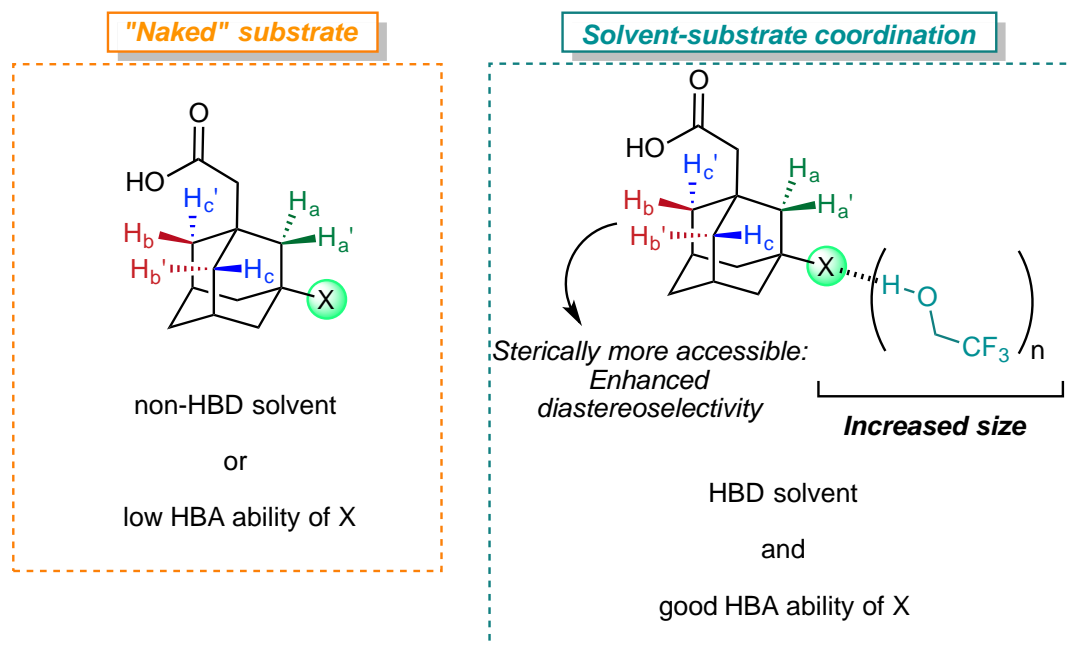 "Naked" substrate
O
HO
Hc'
Ha
Hb
Ha'
Hb'
Hc
X
non-HBD solvent
or
low HBA ability of X
Solvent-substrate coordination
O
HO
Hc'
Ha
Hb
Ha'
Hb'
Hc
X
H
O
CF3
n
Sterically more accessible:
Enhanced
diastereoselectivity
Increased size
HBD solvent
and
good HBA ability of X